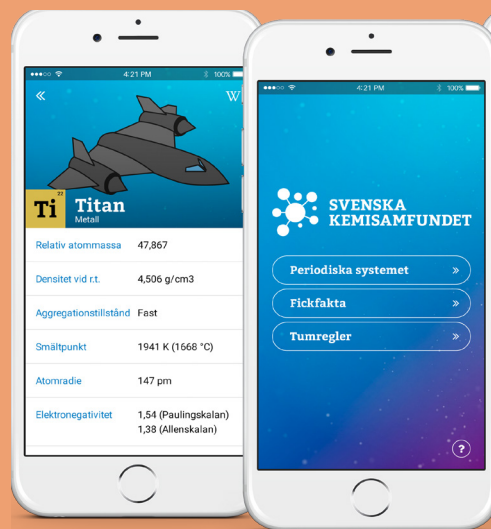 4:21 PM
100%
W
22
Ti
Titan
Metall
Relativ atommassa 47,867
Densitet vid r.t. 4,506 g/cm3
Aggregationstillstånd Fast
Smältpunkt 1941 K (1668 °C)
Atomradie 147 pm
Elektronegativitet 1,54 (Paulingskalan)
1,38 (Allenskalan)
4:21 PM
100%
SVENSKA
KEMISAMFUNDET
Periodiska systemet »
Fickfakta »
Tumregler »
?